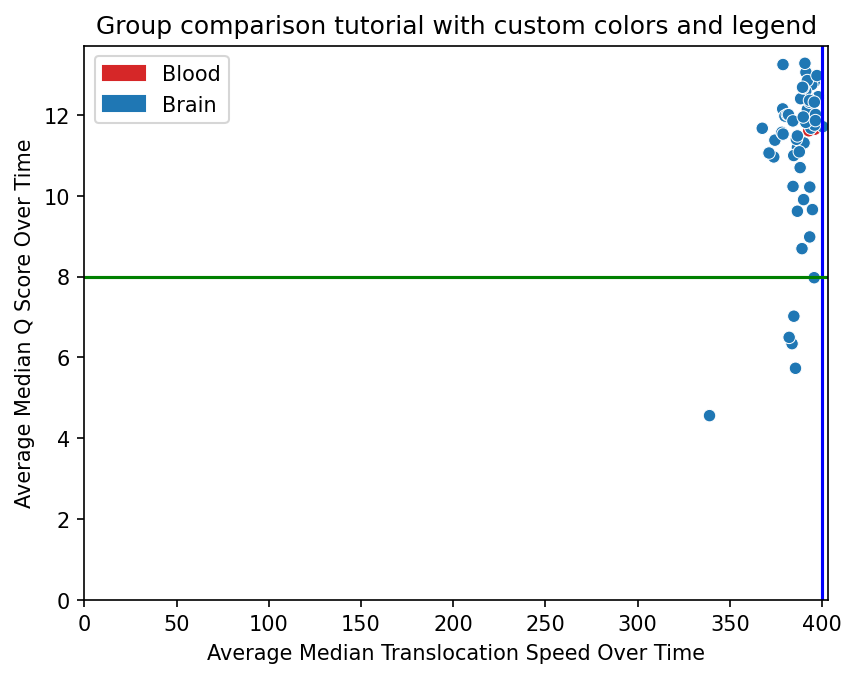 Group comparison tutorial with custom colors and legend
Blood
Brain
12
10
8
6
4
2
0
Average Median Q Score Over Time
0 50 100 150 200 250 300 350 400
Average Median Translocation Speed Over Time